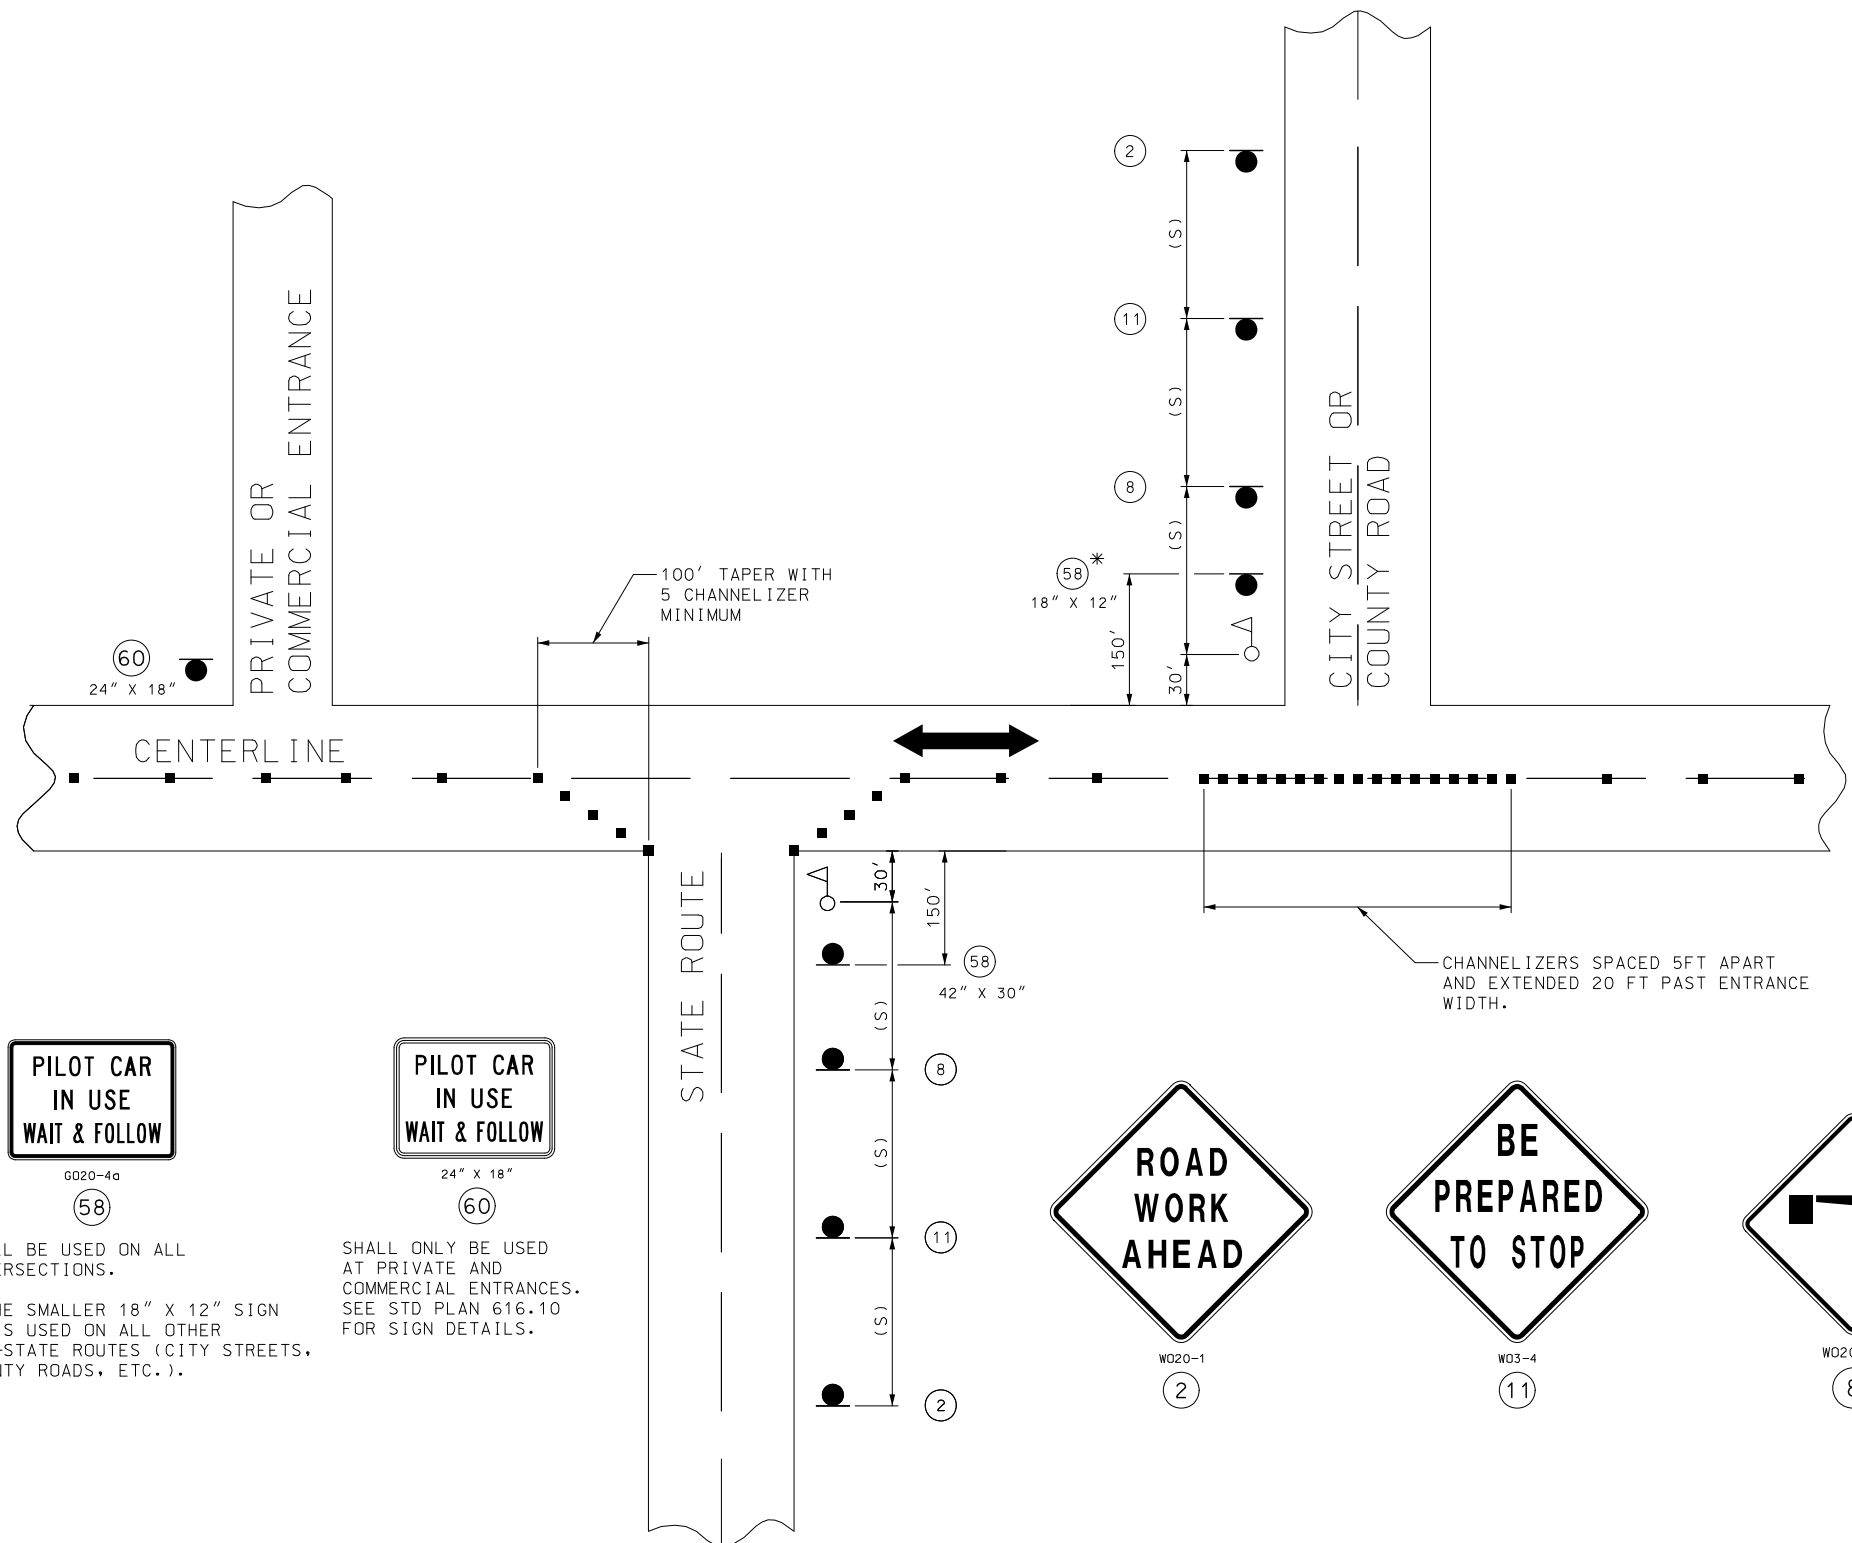 2
(S)
11
(S)
8
(S)
58*
18" X 12"
150'
30'
CITY STREET OR
COUNTY ROAD
PRIVATE OR
COMMERCIAL ENTRANCE
100' TAPER WITH
5 CHANNELIZER
MINIMUM
60
24" X 18"
CENTERLINE
STATE ROUTE
30'
150'
58
42" X 30"
(S)
8
(S)
11
(S)
2
CHANNELIZERS SPACED 5FT APART
AND EXTENDED 20 FT PAST ENTRANCE
WIDTH.
PILOT CAR
IN USE
WAIT & FOLLOW
GO20-4a
58
BE USED ON ALL
PILOT CAR
IN USE
WAIT & FOLLOW
24" X 18"
60
SHALL ONLY BE USED
AT PRIVATE AND
COMMERCIAL ENTRANCES.
SEE STD PLAN 616.10
FOR SIGN DETAILS.
SMALLER 18" X 12" SIGN
USED ON ALL OTHER
-STATE ROUTES (CITY STREETS,
ROADS, ETC.).
ROAD
WORK
AHEAD
WO20-1
2
BE
PREPARED
TO STOP
WO3-4
11
WO20
8